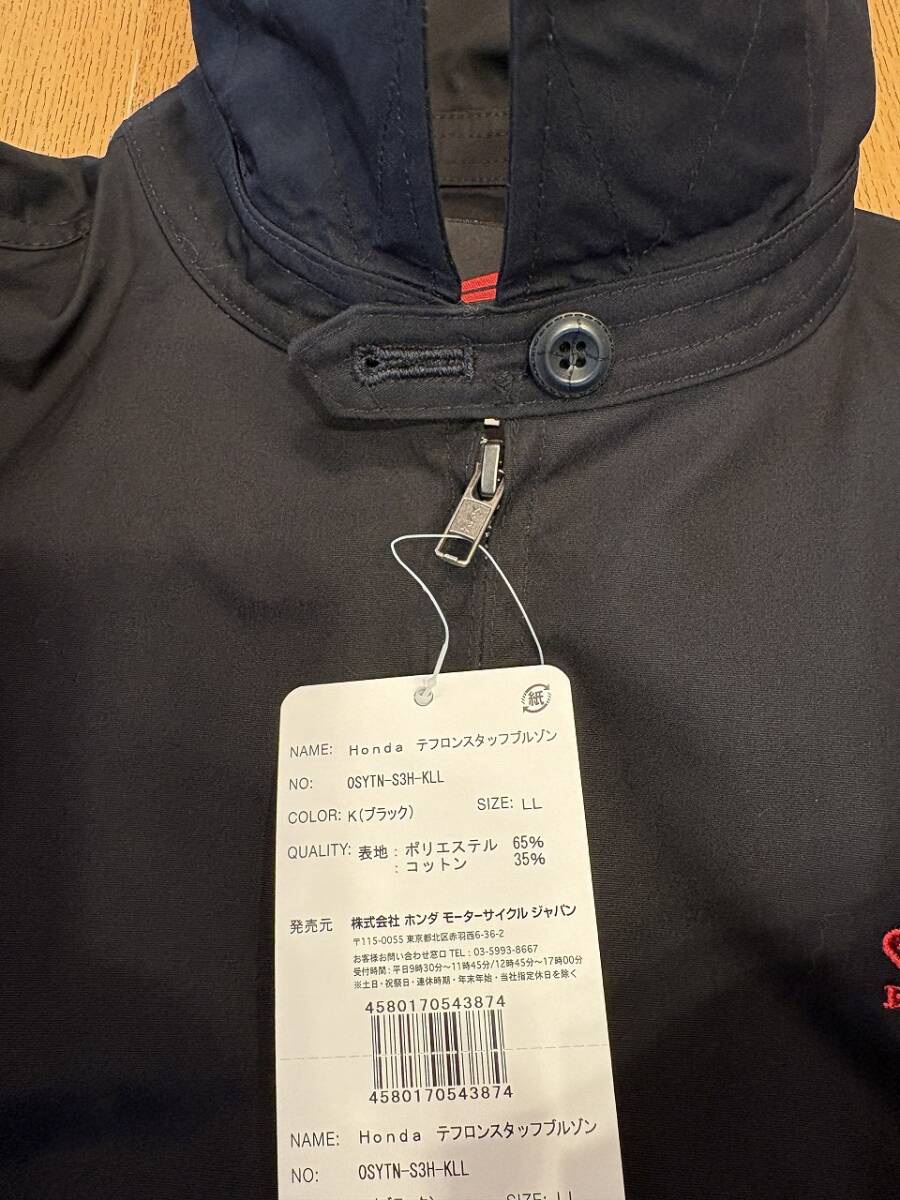 紙
NAME: Honda テフロンスタッフブルゾン
NO: 0SYTN-S3H-KLL
COLOR: K(ブラック) SIZE: LL
QUALITY: 表地：ポリエステル 65%
：コットン 35%
発売元 株式会社 ホンダ モーターサイクル ジャパン
〒115-0055 東京都北区赤羽西6-36-2
お客様お問い合わせ窓口 TEL：03-5993-8667
受付時間：平日9時30分～11時45分/12時45分～17時00分
※土日・祝祭日・連休時期・年末年始・当社指定休日を除く
4580170543874
4580170543874
NAME: Honda テフロンスタッフブルゾン
NO: 0SYTN-S3H-KLL